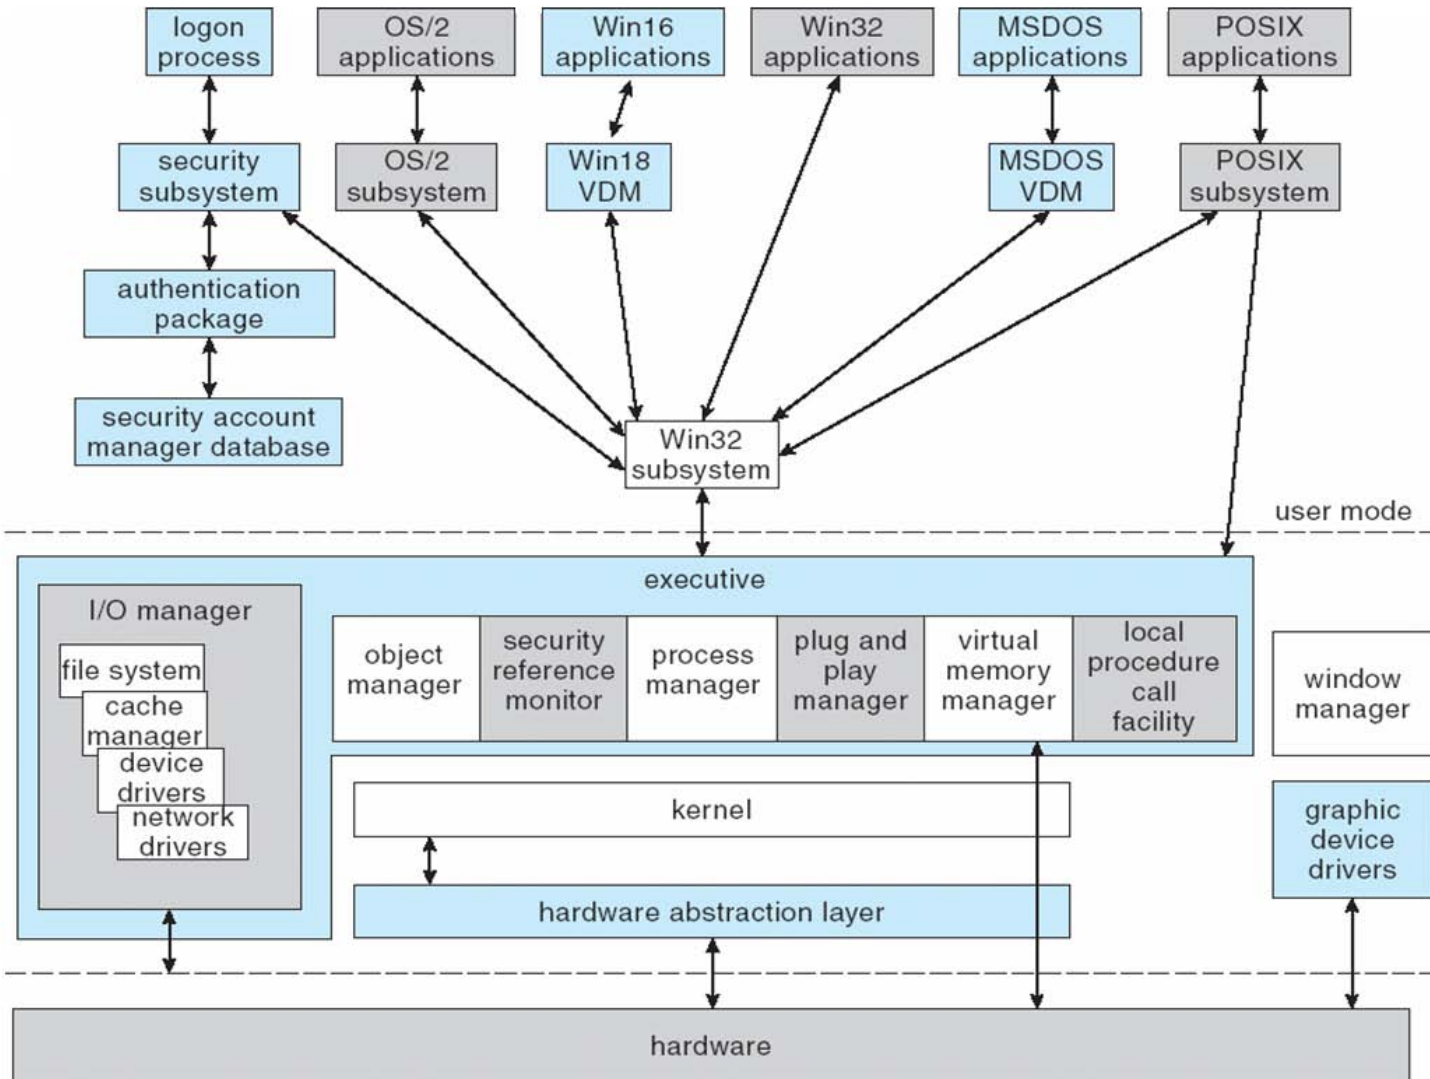 logon
process
OS/2
applications
Win16
applications
Win32
applications
MSDOS
applications
POSIX
applications
security
subsystem
OS/2
subsystem
Win18
VDM
MSDOS
VDM
POSIX
subsystem
authentication
package
security account
manager database
Win32
subsystem
user mode
executive
I/O manager
file system
cache
manager
device
drivers
network
drivers
object
manager
security
reference
monitor
process
manager
plug and
play
manager
virtual
memory
manager
local
procedure
call
facility
window
manager
kernel
graphic
device
drivers
hardware abstraction layer
hardware